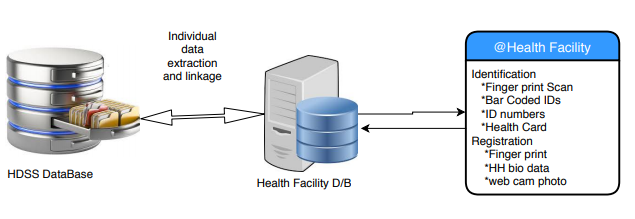 Individual
data
extraction
and linkage
HDSS DataBase
Health Facility D/B
@Health Facility
Identification
*Finger print Scan
*Bar Coded IDs
*ID numbers
*Health Card
Registration
*Finger print
*HH bio data
*web cam photo